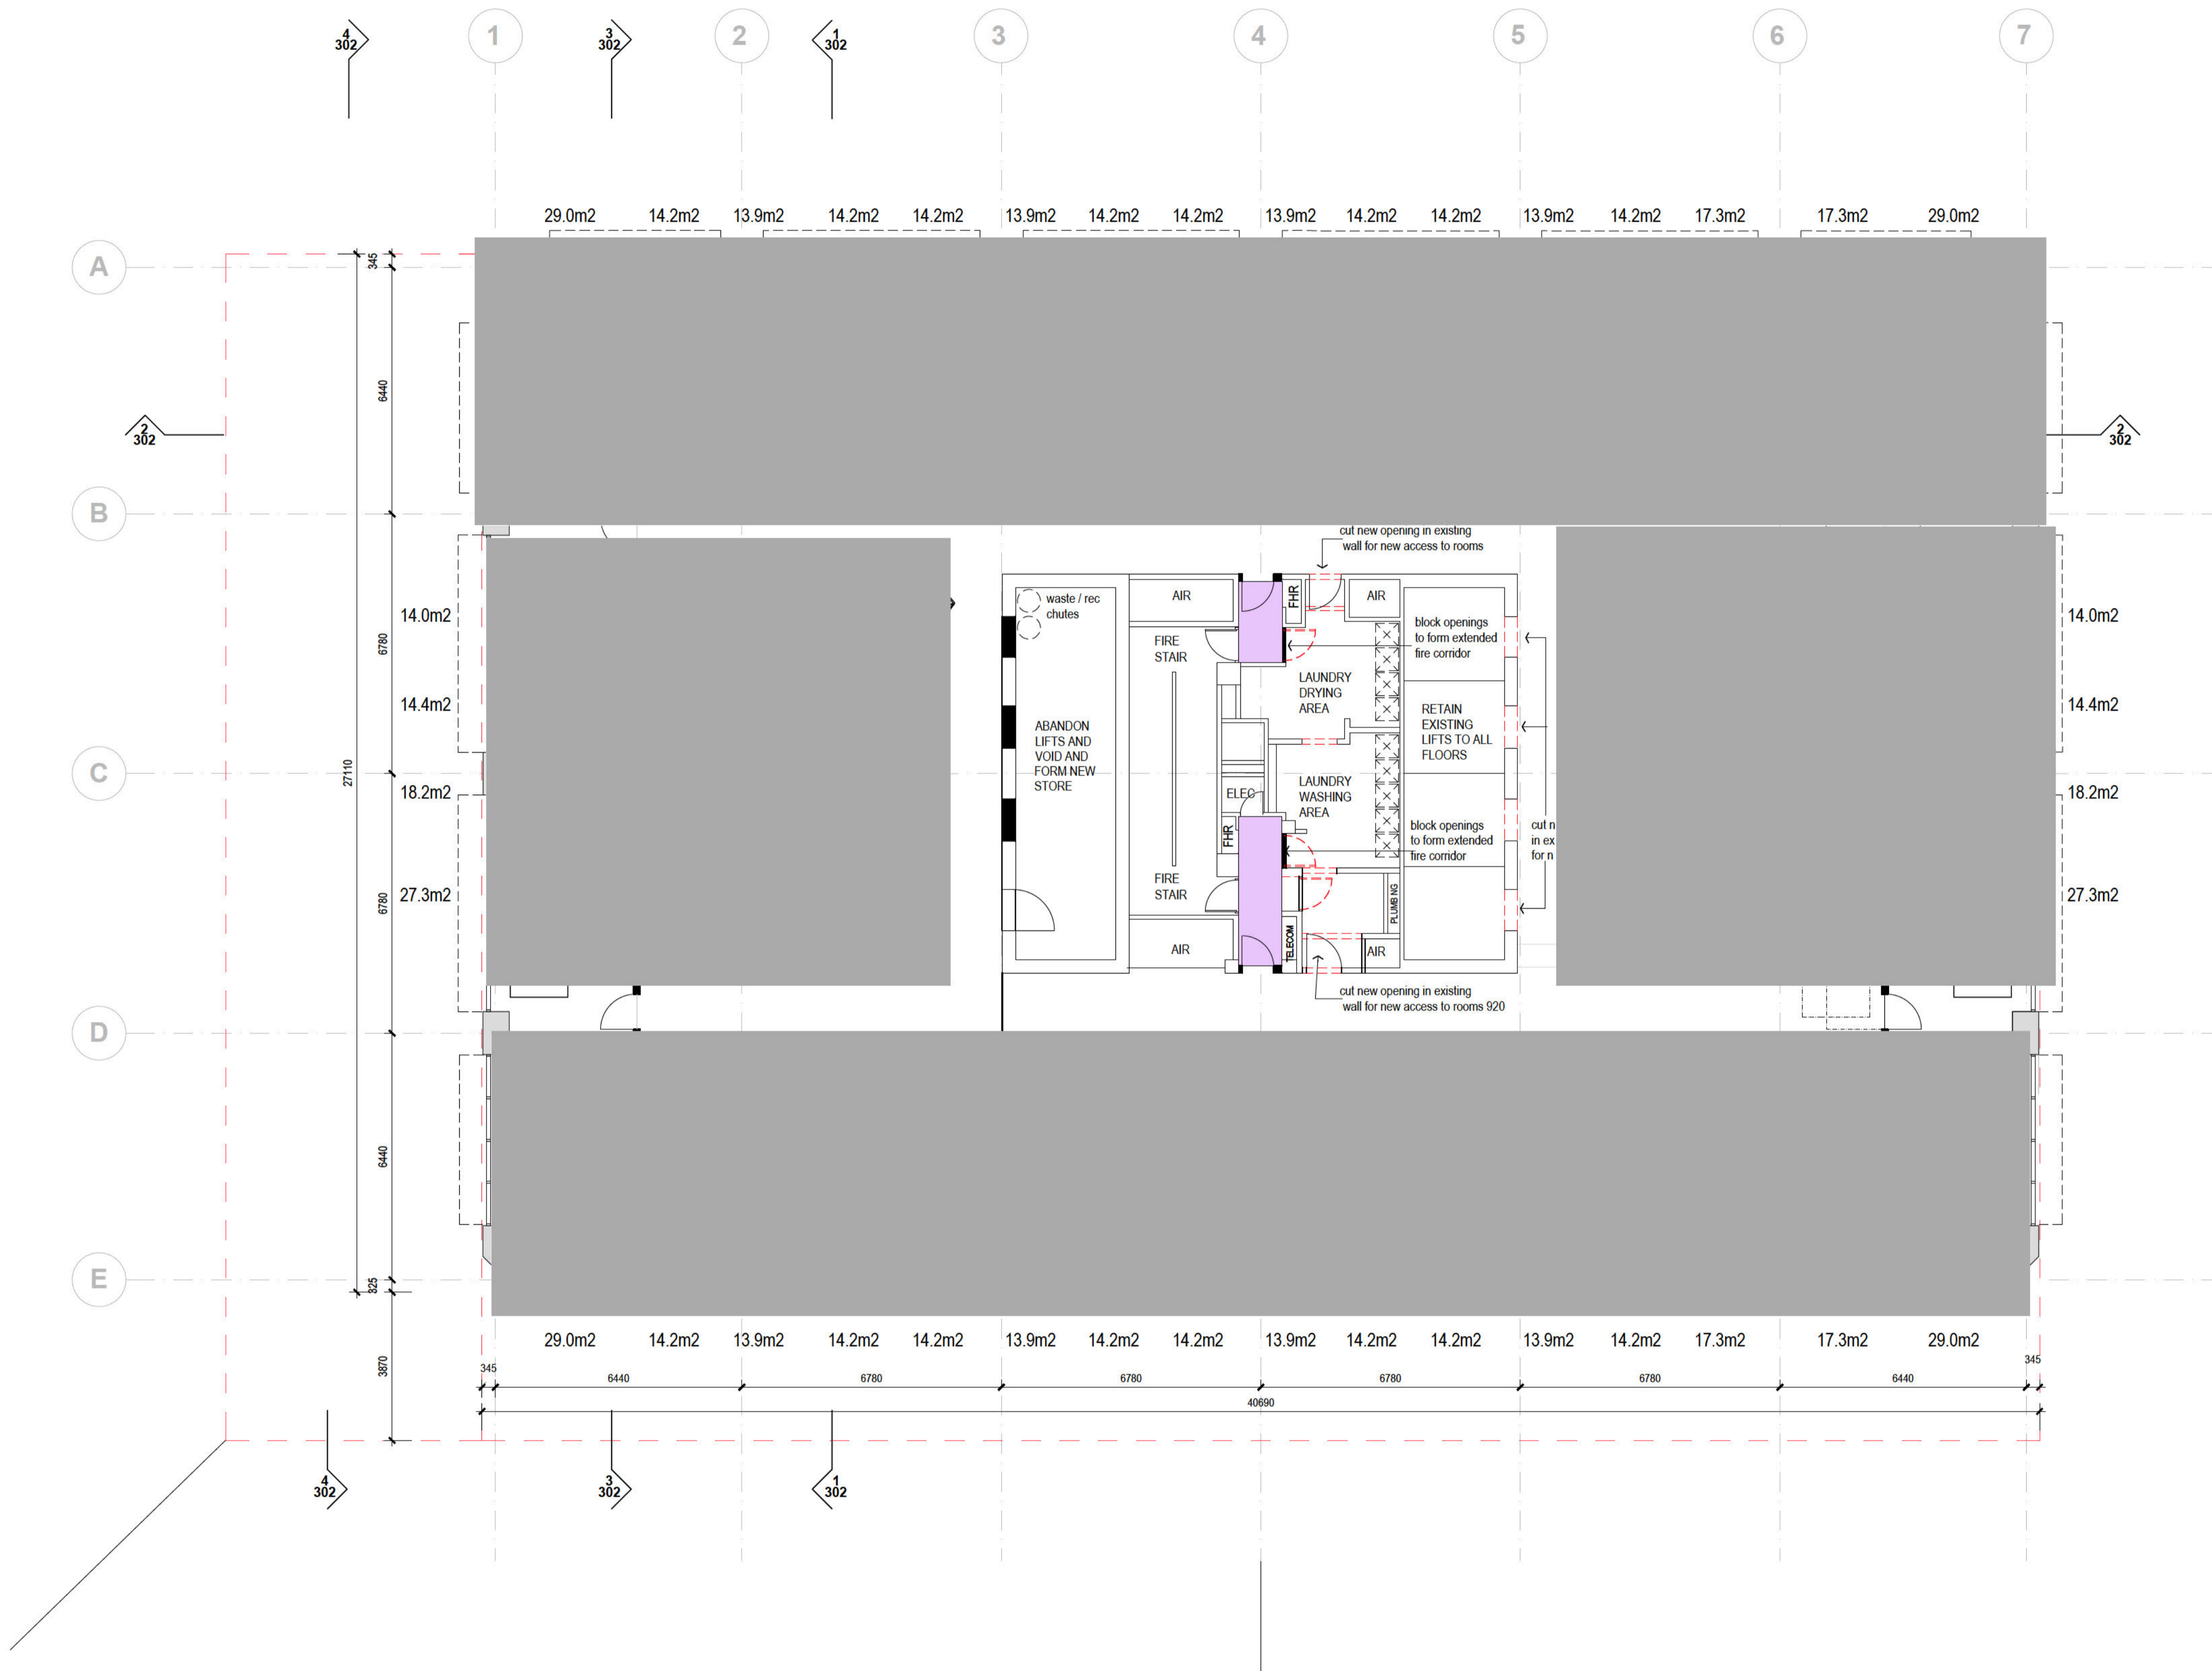 4
302
1
3
302
2
1
302
3
4
5
6
7
29.0m2 14.2m2 13.9m2 14.2m2 14.2m2 13.9m2 14.2m2 14.2m2 13.9m2 14.2m2 14.2m2 13.9m2 14.2m2 17.3m2 17.3m2 29.0m2
A
345
6440
2
302
2
302
B
cut new opening in existing
wall for new access to rooms
14.0m2
6780
14.4m2
27110
C
18.2m2
6780
27.3m2
waste / rec
chutes
AIR
FHR
AIR
FIRE
STAIR
block openings
to form extended
fire corridor
LAUNDRY
DRYING
AREA
ABANDON
LIFTS AND
VOID AND
FORM NEW
STORE
RETAIN
EXISTING
LIFTS TO ALL
FLOORS
ELEC
LAUNDRY
WASHING
AREA
FHR
block openings
to form extended
fire corridor
cut n
in ex
for n
FIRE
STAIR
PLUMB NG
AIR
TELECOM
AIR
cut new opening in existing
wall for new access to rooms 920
14.0m2
14.4m2
18.2m2
27.3m2
D
6440
E
325
3870
29.0m2 14.2m2 13.9m2 14.2m2 14.2m2 13.9m2 14.2m2 14.2m2 13.9m2 14.2m2 14.2m2 13.9m2 14.2m2 17.3m2 17.3m2 29.0m2
345 6440 6780 6780 6780 6780 6440 345
40690
4
302
3
302
1
302